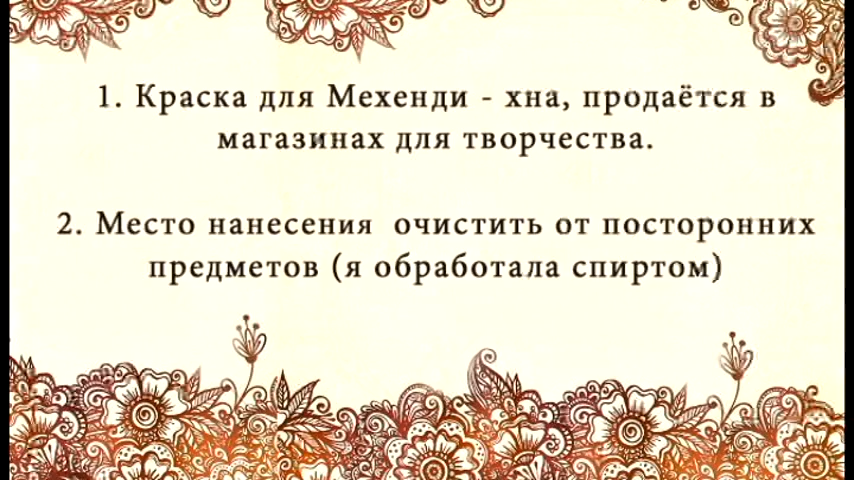 1. Краска для Мехенди - хна, продаётся в
магазинах для творчества.
2. Место нанесения очистить от посторонних
предметов (я обработала спиртом)